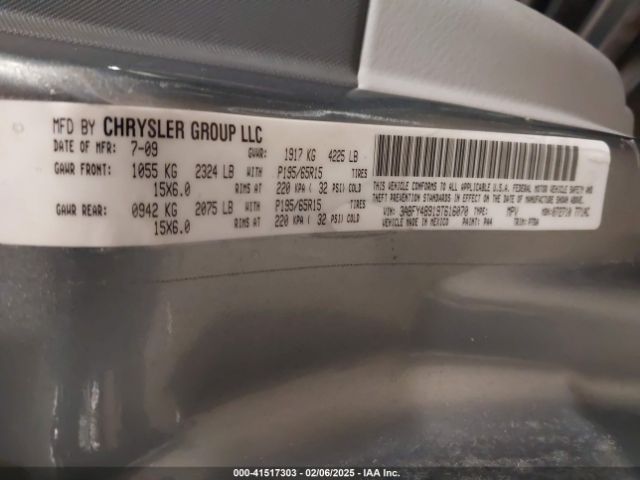 MFD BY CHRYSLER GROUP LLC
DATE OF MFR: 7-09 GVWR: 1917 KG 4225 LB
GAWR FRONT: 1055 KG 2324 LB WITH P195/65R15 TIRES
15X6.0 RIMS AT 220 KPA ( 32 PSI) COLD
GAWR REAR: 0942 KG 2075 LB WITH P195/65R15 TIRES
15X6.0 RIMS AT 220 KPA ( 32 PSI) COLD
THIS VEHICLE CONFORMS TO ALL APPLICABLE U.S.A. FEDERAL MOTOR VEHICLE SAFETY AND
THEFT PREVENTION STANDARDS IN EFFECT ON THE DATE OF MANUFACTURE SHOWN ABOVE.
VIN: 3A8FY48919T616070 TYPE: MPV MDH:
VEHICLE MADE IN MEXICO PAINT: PA4 TRIM:
000-41517303 — 02/06/2025 - IAA Inc.